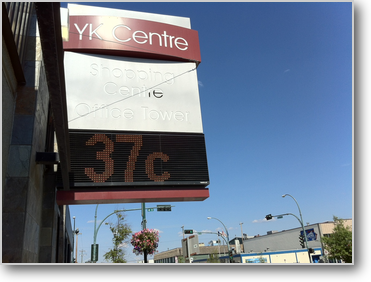 YK Centre
Shopping
Centre
Office Tower
37c